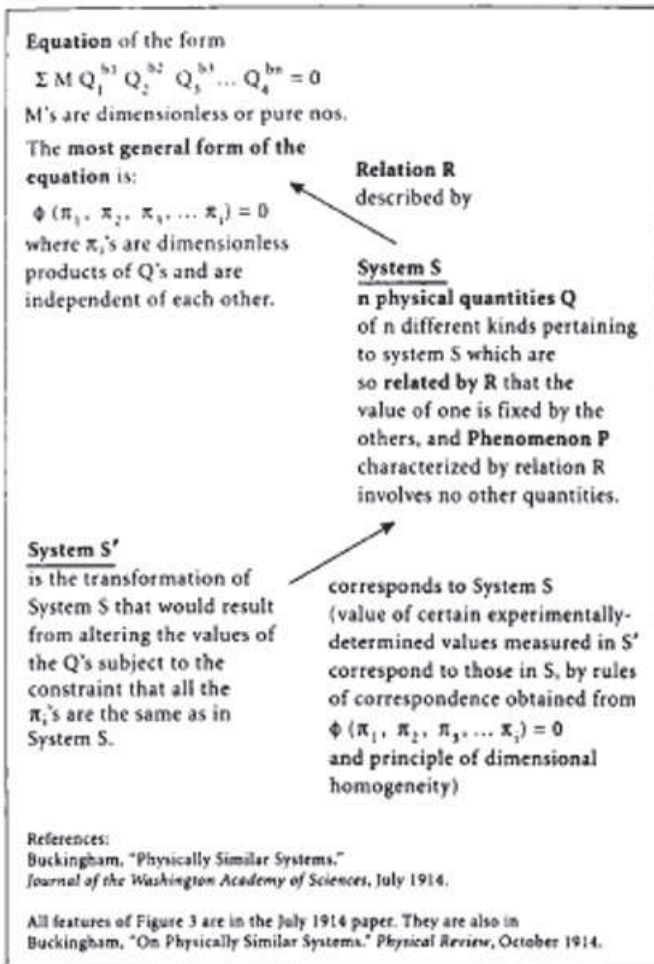 Equation of the form
Σ M Q₁ᵇ¹ Q₂ᵇ² Q₃ᵇ³ ... Q₄ᵇⁿ = 0
M's are dimensionless or pure nos.
The most general form of the
equation is:
ϕ (π₁, π₂, π₃, ... πᵢ) = 0
where πᵢ's are dimensionless
products of Q's and are
independent of each other.
Relation R
described by
System S
n physical quantities Q
of n different kinds pertaining
to system S which are
so related by R that the
value of one is fixed by the
others, and Phenomenon P
characterized by relation R
involves no other quantities.
System S′
is the transformation of
System S that would result
from altering the values of
the Q's subject to the
constraint that all the
πᵢ's are the same as in
System S.
corresponds to System S
(value of certain experimentally-
determined values measured in S′
correspond to those in S, by rules
of correspondence obtained from
ϕ (π₁, π₂, π₃, ... πᵢ) = 0
and principle of dimensional
homogeneity)
References:
Buckingham, "Physically Similar Systems."
Journal of the Washington Academy of Sciences, July 1914.
All features of Figure 3 are in the July 1914 paper. They are also in
Buckingham, "On Physically Similar Systems." Physical Review, October 1914.